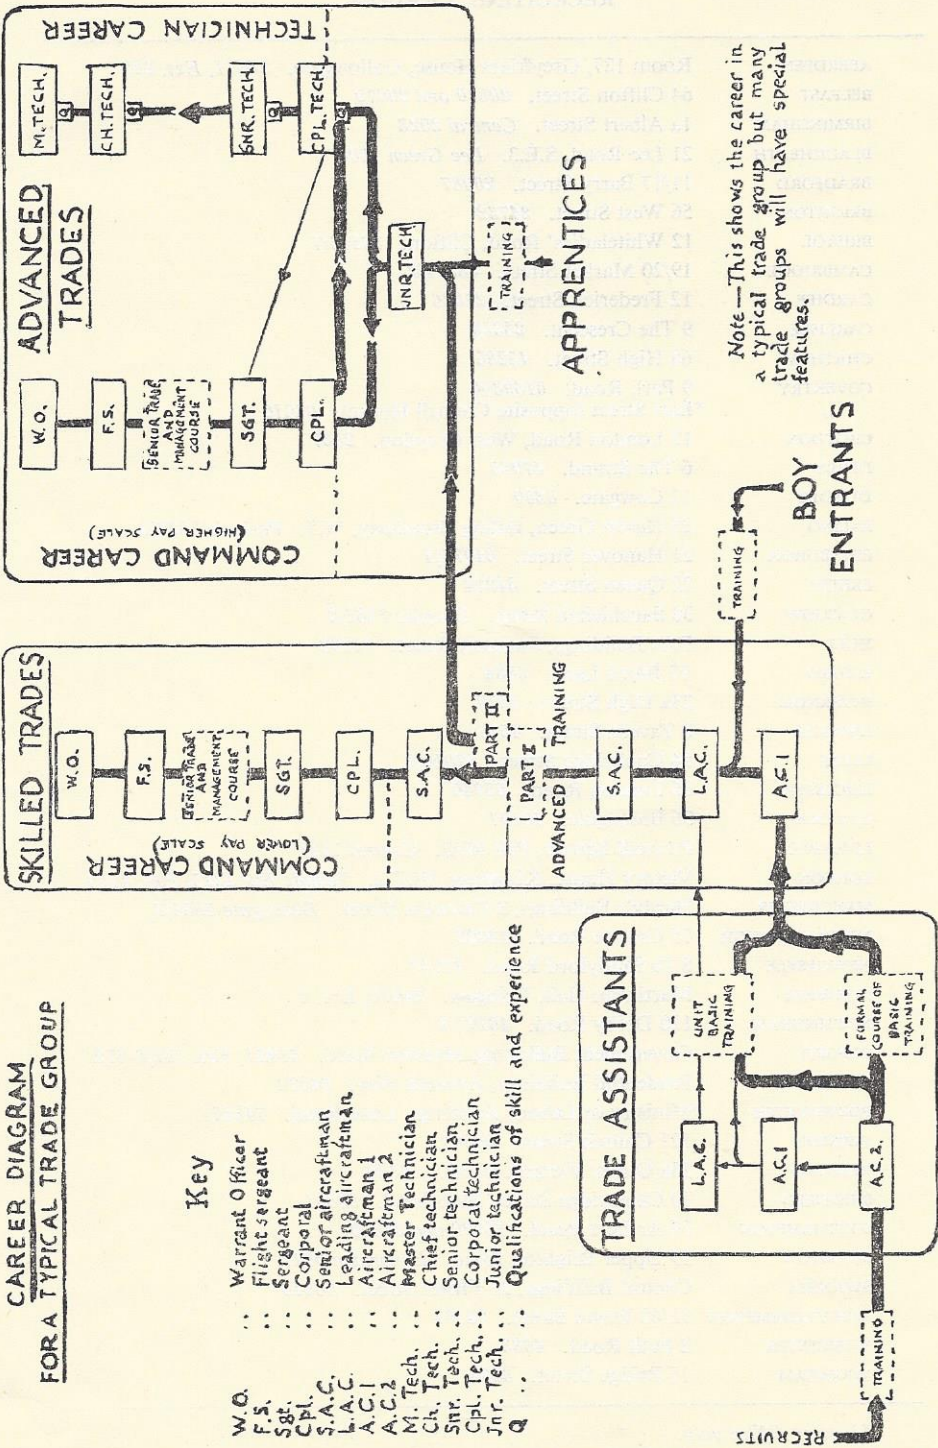 CAREER DIAGRAM
FOR A TYPICAL TRADE GROUP
Key
W.O. .. Warrant Officer
F.S. .. Flight sergeant
Sgt. .. Sergeant
Cpl. .. Corporal
S.A.C. .. Senior aircraftman
L.A.C. .. Leading aircraftman
A.C.1 .. Aircraftman 1
A.C.2 .. Aircraftman 2
M. Tech. .. Master Technician
Ch. Tech. .. Chief technician
Snr. Tech. .. Senior technician
Cpl. Tech. .. Corporal technician
Jnr. Tech. .. Junior technician
Q .. .. Qualifications of skill and experience
RECRUITS
TRAINING
TRADE ASSISTANTS
L.A.C.
A.C.1
A.C.2.
UNIT
BASIC
TRAINING
FORMAL
COURSE OF
BASIC
TRAINING
SKILLED TRADES
COMMAND CAREER
(LOWER PAY SCALE)
W.O.
F.S.
SENIOR TRADE
AND
MANAGEMENT
COURSE
SGT.
CPL.
S.A.C.
PART II
PART I
ADVANCED TRAINING
S.A.C.
L.A.C.
A.C.1
TRAINING
BOY
ENTRANTS
ADVANCED
TRADES
COMMAND CAREER
(HIGHER PAY SCALE)
W.O.
F.S.
SENIOR TRADE
AND
MANAGEMENT
COURSE
SGT.
CPL.
TECHNICIAN CAREER
M.TECH.
Q
CH.TECH.
Q
SNR.TECH.
Q
CPL.TECH.
Q
JNR.TECH
TRAINING
APPRENTICES
Note—This shows the career in
a typical trade group but many
trade groups will have special
features.